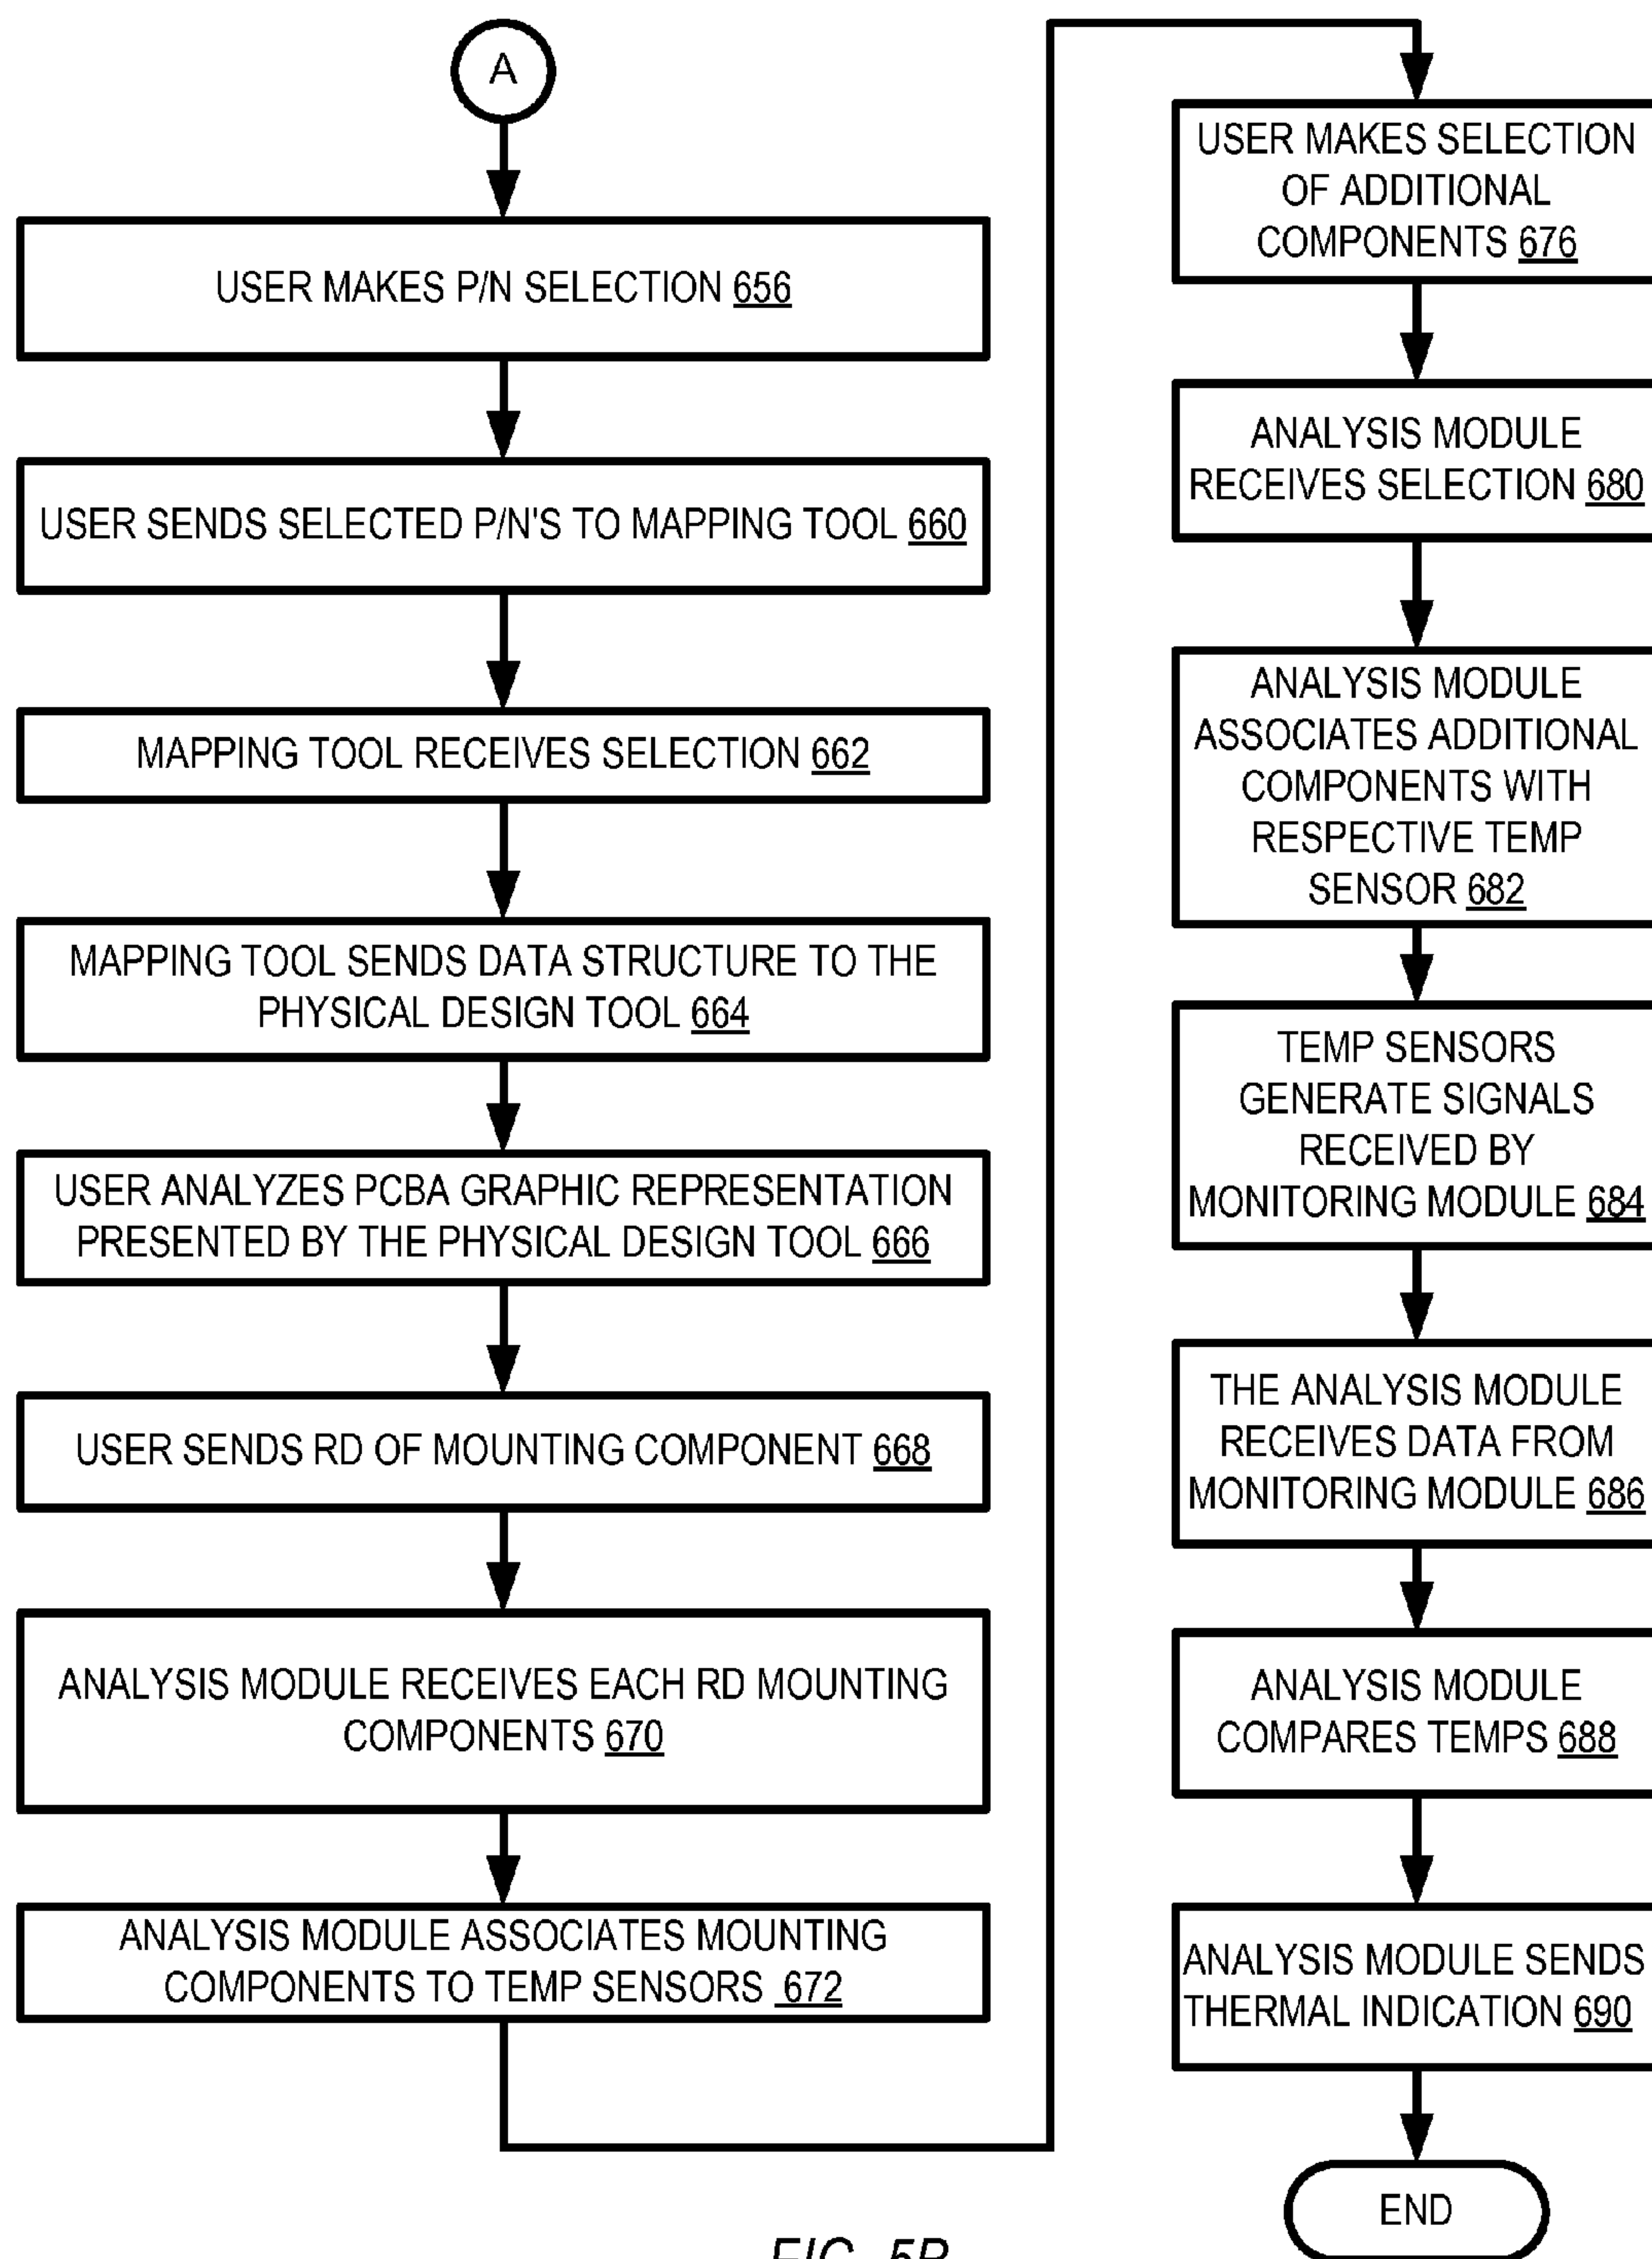 A
USER MAKES P/N SELECTION 656
USER SENDS SELECTED P/N'S TO MAPPING TOOL 660
MAPPING TOOL RECEIVES SELECTION 662
MAPPING TOOL SENDS DATA STRUCTURE TO THE
PHYSICAL DESIGN TOOL 664
USER ANALYZES PCBA GRAPHIC REPRESENTATION
PRESENTED BY THE PHYSICAL DESIGN TOOL 666
USER SENDS RD OF MOUNTING COMPONENT 668
ANALYSIS MODULE RECEIVES EACH RD MOUNTING
COMPONENTS 670
ANALYSIS MODULE ASSOCIATES MOUNTING
COMPONENTS TO TEMP SENSORS 672
USER MAKES SELECTION
OF ADDITIONAL
COMPONENTS 676
ANALYSIS MODULE
RECEIVES SELECTION 680
ANALYSIS MODULE
ASSOCIATES ADDITIONAL
COMPONENTS WITH
RESPECTIVE TEMP
SENSOR 682
TEMP SENSORS
GENERATE SIGNALS
RECEIVED BY
MONITORING MODULE 684
THE ANALYSIS MODULE
RECEIVES DATA FROM
MONITORING MODULE 686
ANALYSIS MODULE
COMPARES TEMPS 688
ANALYSIS MODULE SENDS
THERMAL INDICATION 690
END
FIG. 5B